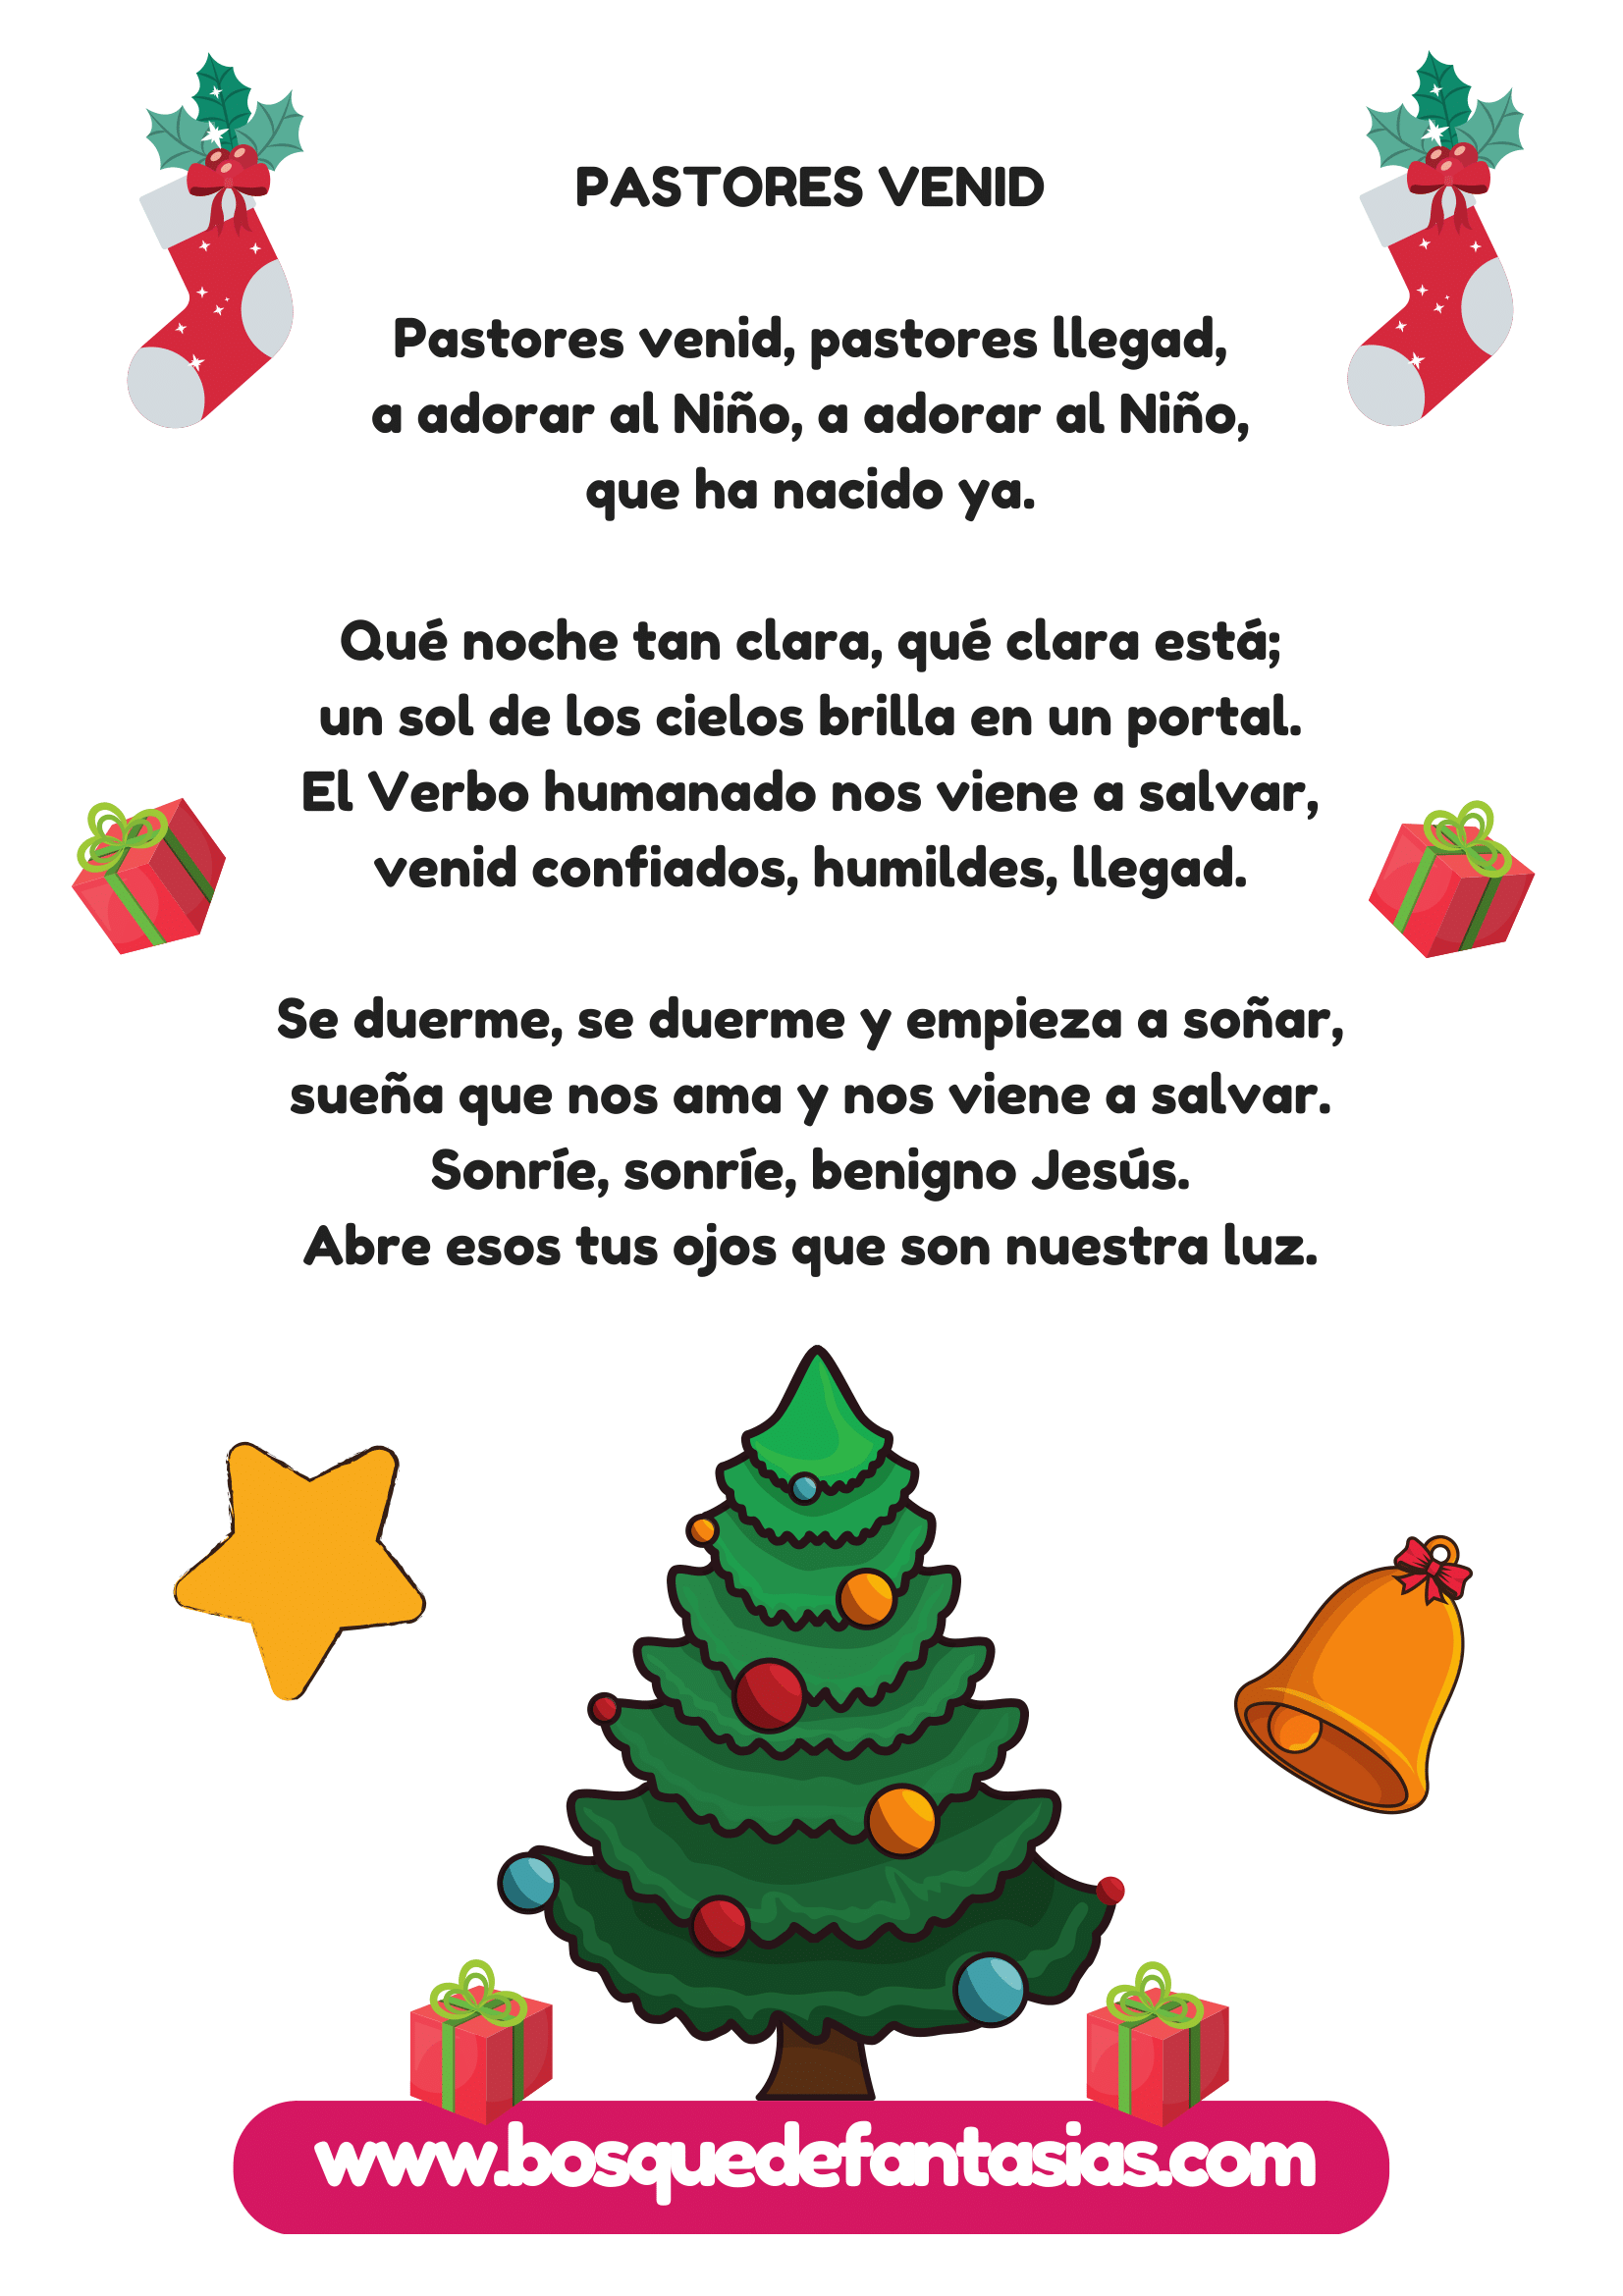 PASTORES VENID
Pastores venid, pastores llegad,
a adorar al Niño, a adorar al Niño,
que ha nacido ya.
Qué noche tan clara, qué clara está;
un sol de los cielos brilla en un portal.
El Verbo humanado nos viene a salvar,
venid confiados, humildes, llegad.
Se duerme, se duerme y empieza a soñar,
sueña que nos ama y nos viene a salvar.
Sonríe, sonríe, benigno Jesús.
Abre esos tus ojos que son nuestra luz.
www.bosquedefantasias.com